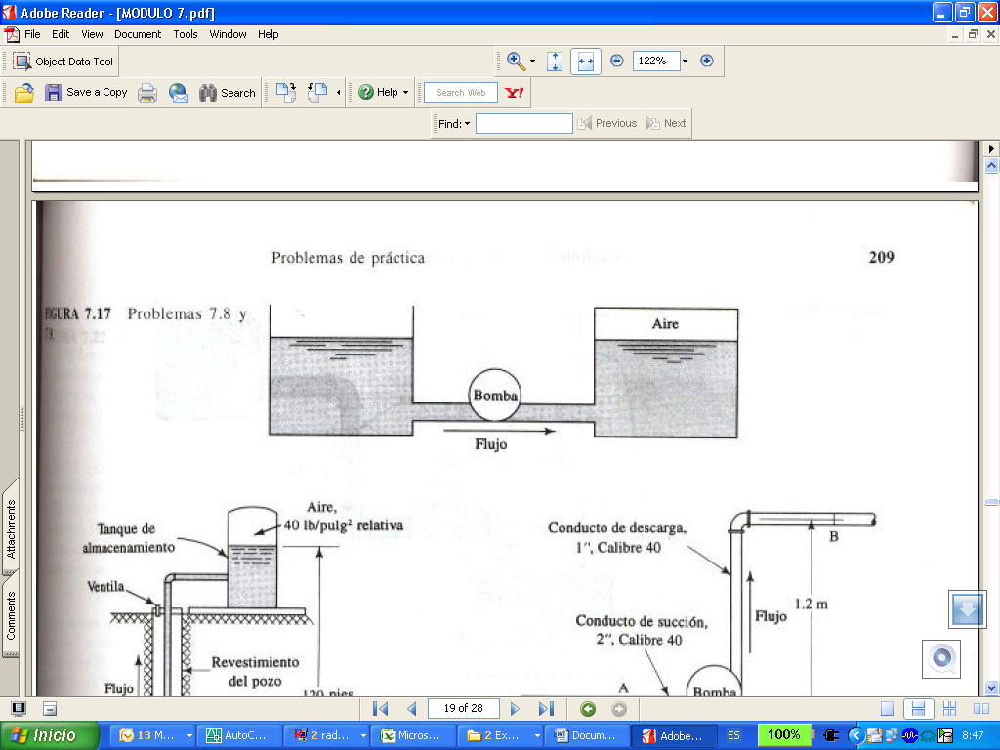 Adobe Reader - [MODULO 7.pdf]
File Edit View Document Tools Window Help
Object Data Tool
122%
Save a Copy Search Help Search Web Y!
Find: Previous Next
Problemas de práctica 209
FIGURA 7.17 Problemas 7.8 y
Aire
Bomba
Flujo
Aire,
40 lb/pulg² relativa
Tanque de
almacenamiento
Ventila
Revestimiento
del pozo
Flujo
120 pies
Conducto de descarga,
1", Calibre 40
B
1.2 m
Flujo
Conducto de succión,
2", Calibre 40
A
Bomba
Attachments
Comments
19 of 28
Inicio 13 M... AutoC... 2 rad... Micros... 2 Ex... Docum... Adobe... ES 100% 8:47